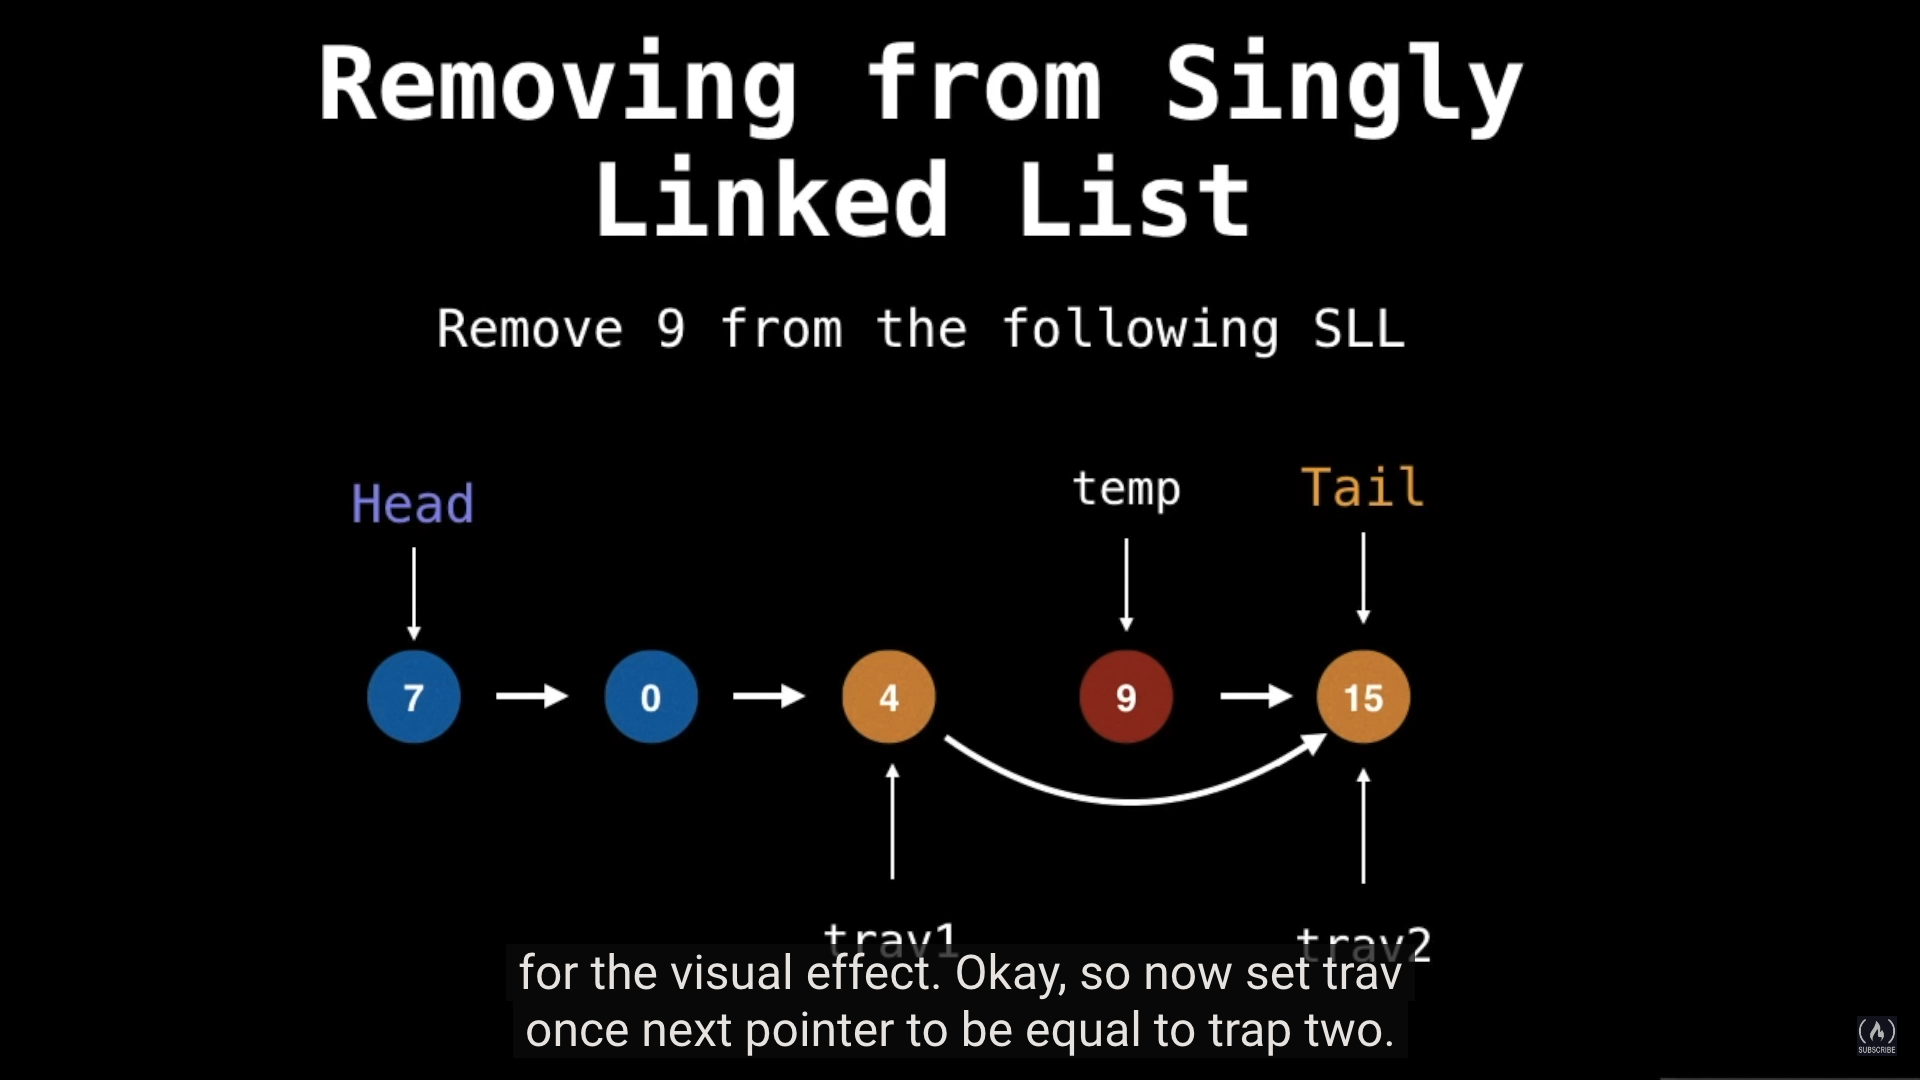 Removing from Singly
Linked List
Remove 9 from the following SLL
Head
temp
Tail
7
0
4
9
15
trav1
trav2
for the visual effect. Okay, so now set trav
once next pointer to be equal to trap two.
SUBSCRIBE